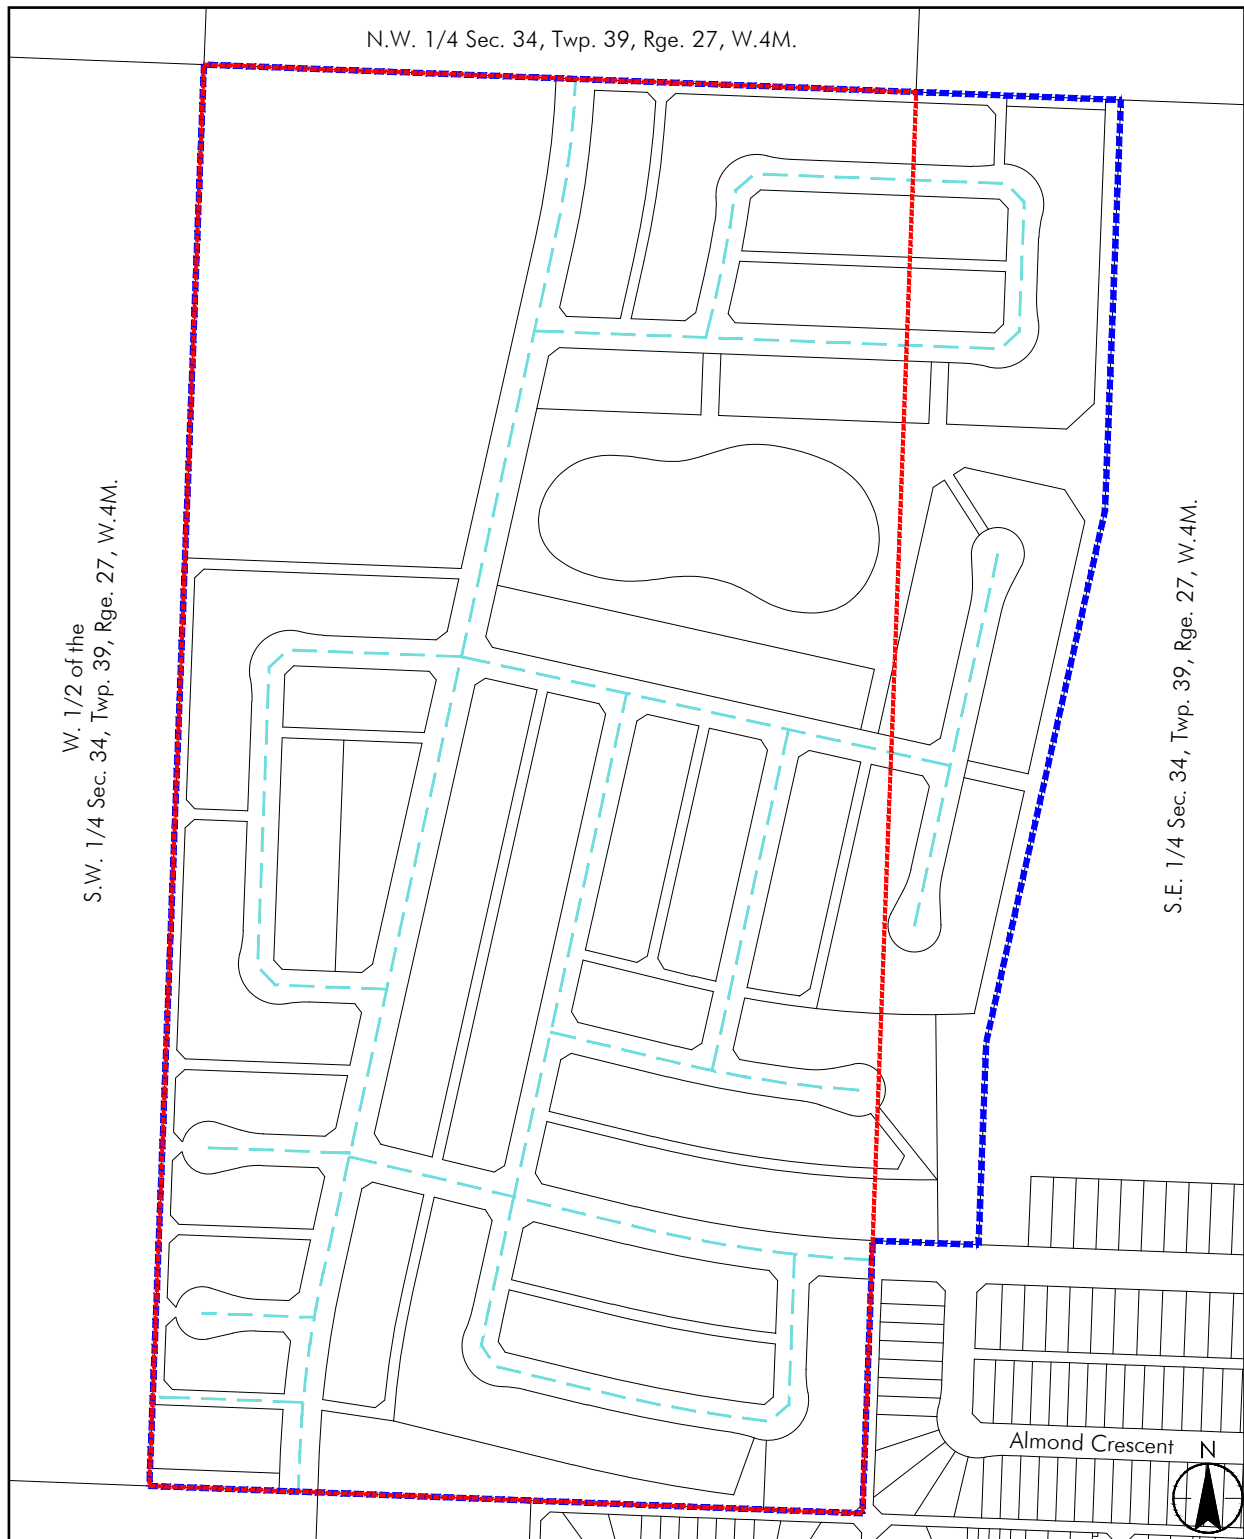 N.W. 1/4 Sec. 34, Twp. 39, Rge. 27, W.4M.
W. 1/2 of the
S.W. 1/4 Sec. 34, Twp. 39, Rge. 27, W.4M.
S.E. 1/4 Sec. 34, Twp. 39, Rge. 27, W.4M.
Almond Crescent
N